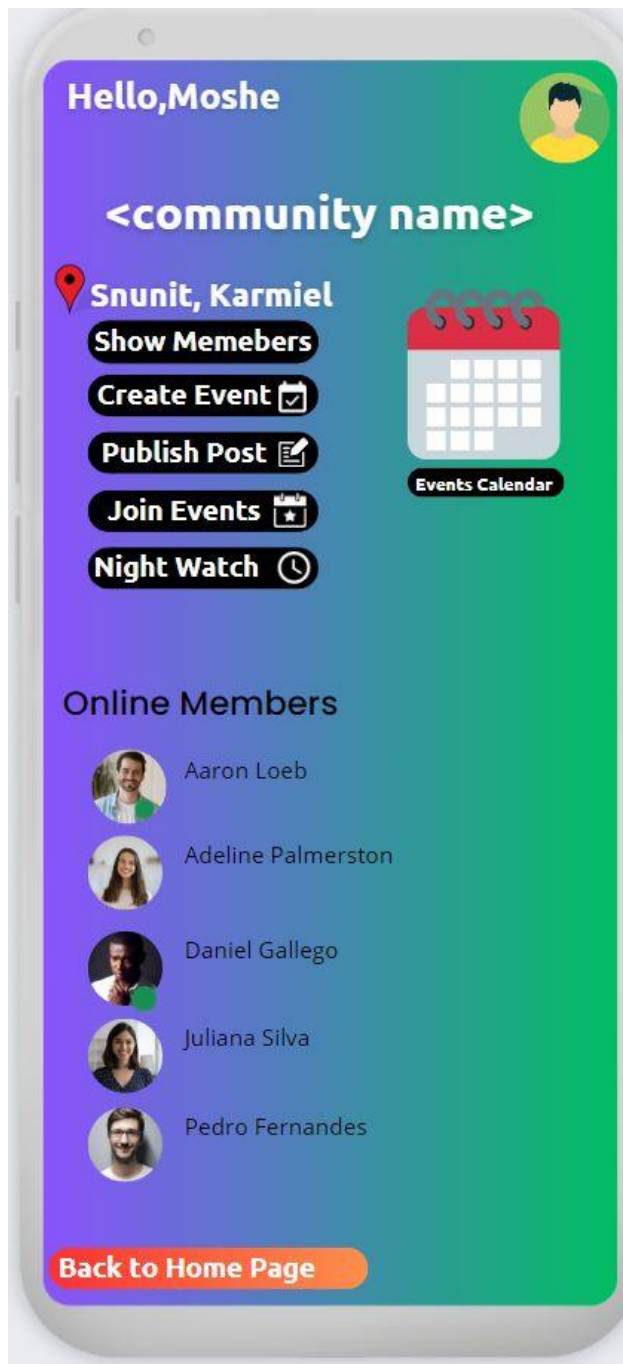 Hello,Moshe
<community name>
Snunit, Karmiel
Show Memebers
Create Event
Publish Post
Join Events
Night Watch
Events Calendar
Online Members
Aaron Loeb
Adeline Palmerston
Daniel Gallego
Juliana Silva
Pedro Fernandes
Back to Home Page